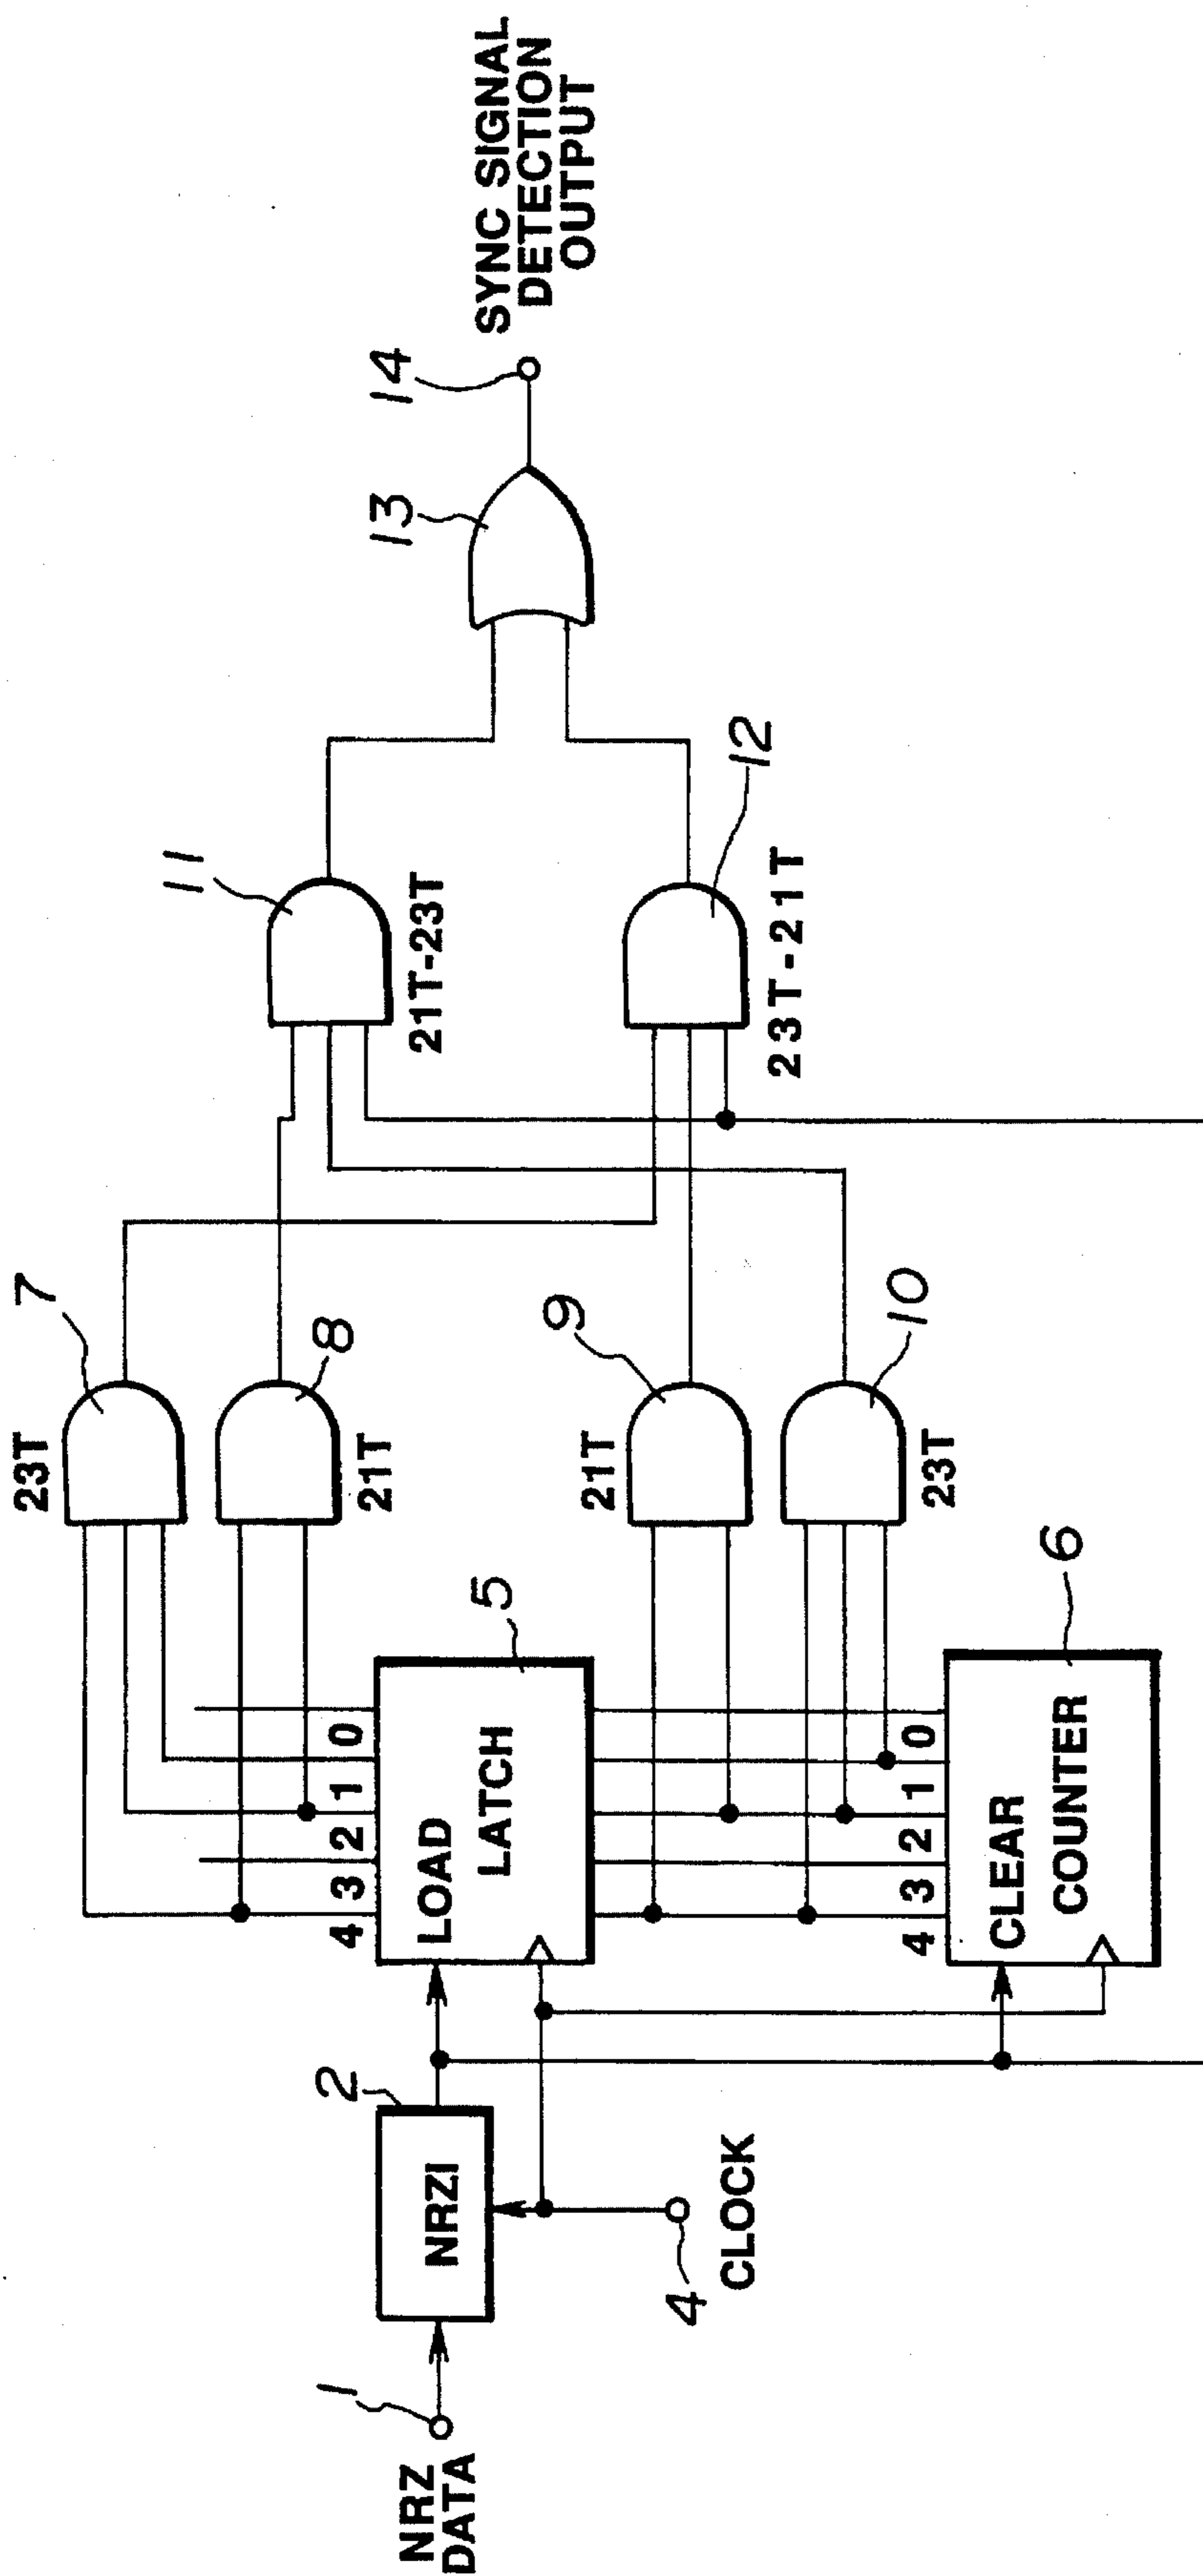 NRZ
DATA
1
NRZI
2
4
CLOCK
LOAD
LATCH
5
4 3 2 1 0
CLEAR
COUNTER
6
4 3 2 1 0
23T
7
21T
8
21T
9
23T
10
11
21T-23T
12
23T-21T
13
14
SYNC SIGNAL
DETECTION
OUTPUT